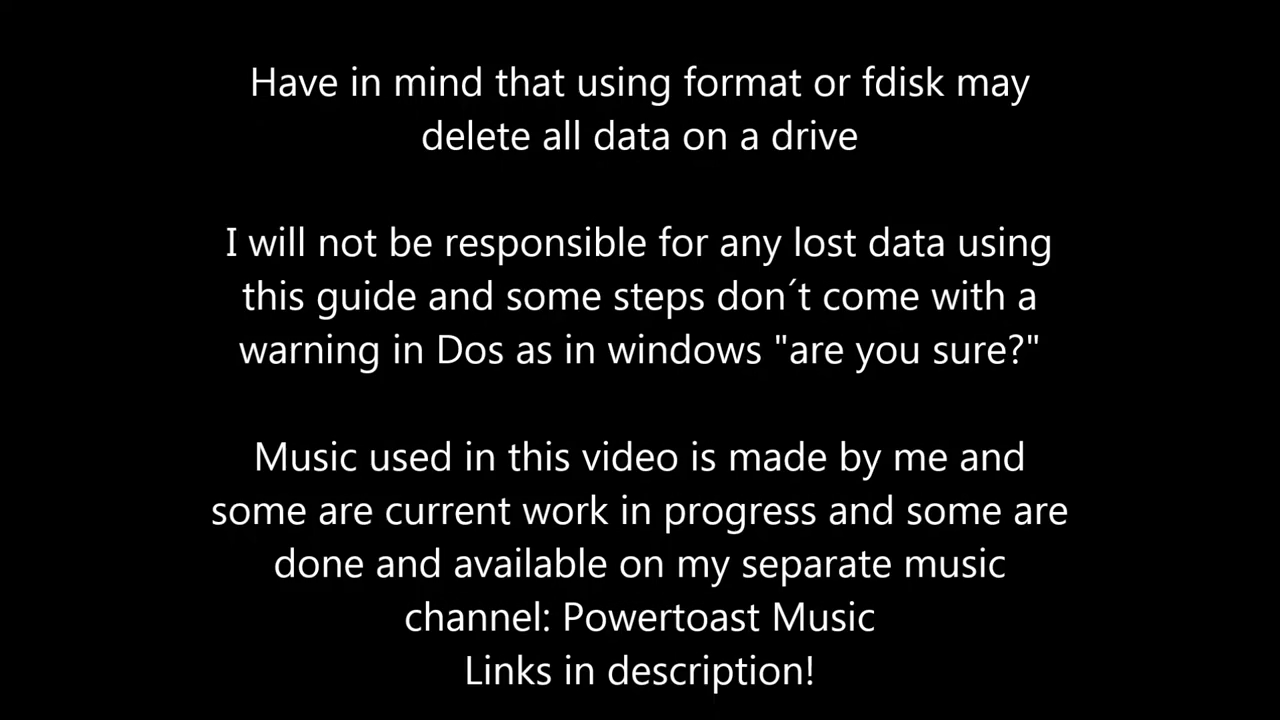 Have in mind that using format or fdisk may
delete all data on a drive
I will not be responsible for any lost data using
this guide and some steps don´t come with a
warning in Dos as in windows "are you sure?"
Music used in this video is made by me and
some are current work in progress and some are
done and available on my separate music
channel: Powertoast Music
Links in description!